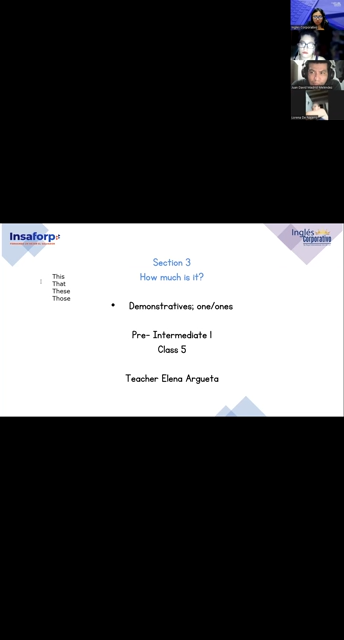 Insaforp
Inglés
Corporativo
Section 3
How much is it?
This
That
These
Those
• Demonstratives; one/ones
Pre- Intermediate I
Class 5
Teacher Elena Argueta